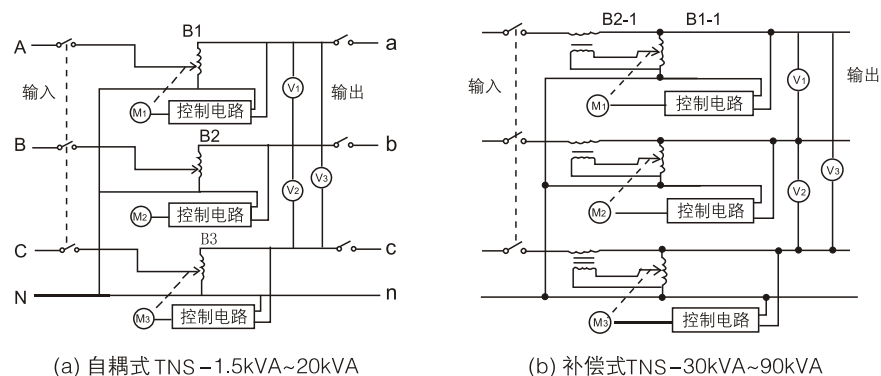 A
B1
a
输入
V1
输出
M1
控制电路
B
B2
b
V2
V3
M2
控制电路
C
B3
c
N
n
M3
控制电路
(a) 自耦式 TNS-1.5kVA~20kVA
B2-1
B1-1
输入
V1
输出
M1
控制电路
V2
V3
M2
控制电路
M3
控制电路
(b) 补偿式TNS-30kVA~90kVA